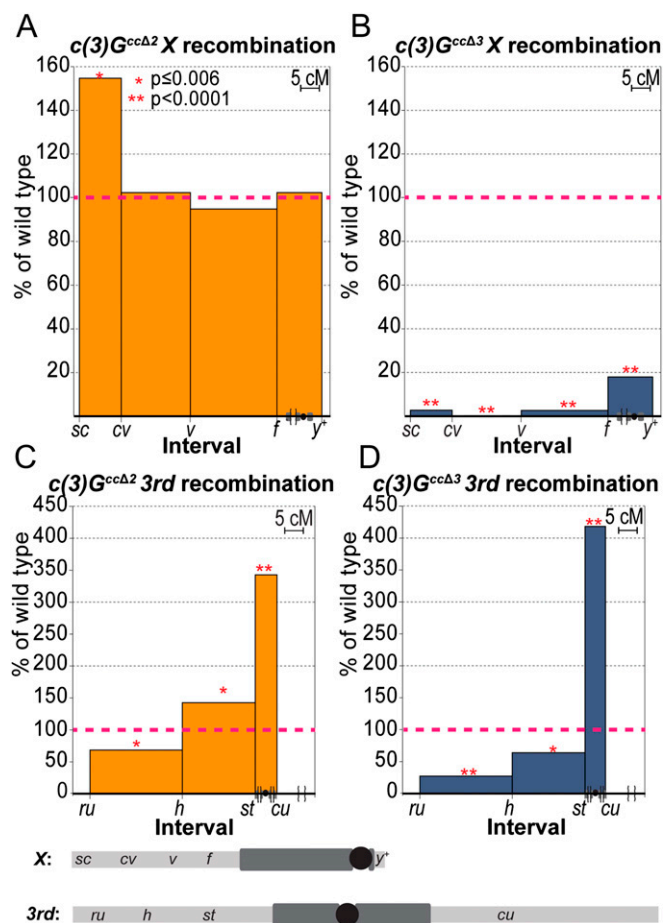 A
c(3)G^ccΔ2 X recombination
% of wild type
160
140
120
100
80
60
40
20
* p≤0.006
** p<0.0001
5 cM
*
sc cv v f y+
Interval
B
c(3)G^ccΔ3 X recombination
% of wild type
160
140
120
100
80
60
40
20
5 cM
** ** ** **
sc cv v f y+
Interval
C
c(3)G^ccΔ2 3rd recombination
% of wild type
450
400
350
300
250
200
150
100
50
0
5 cM
* * **
ru h st cu
Interval
D
c(3)G^ccΔ3 3rd recombination
% of wild type
450
400
350
300
250
200
150
100
50
0
5 cM
** * **
ru h st cu
Interval
X: sc cv v f y+
3rd: ru h st cu